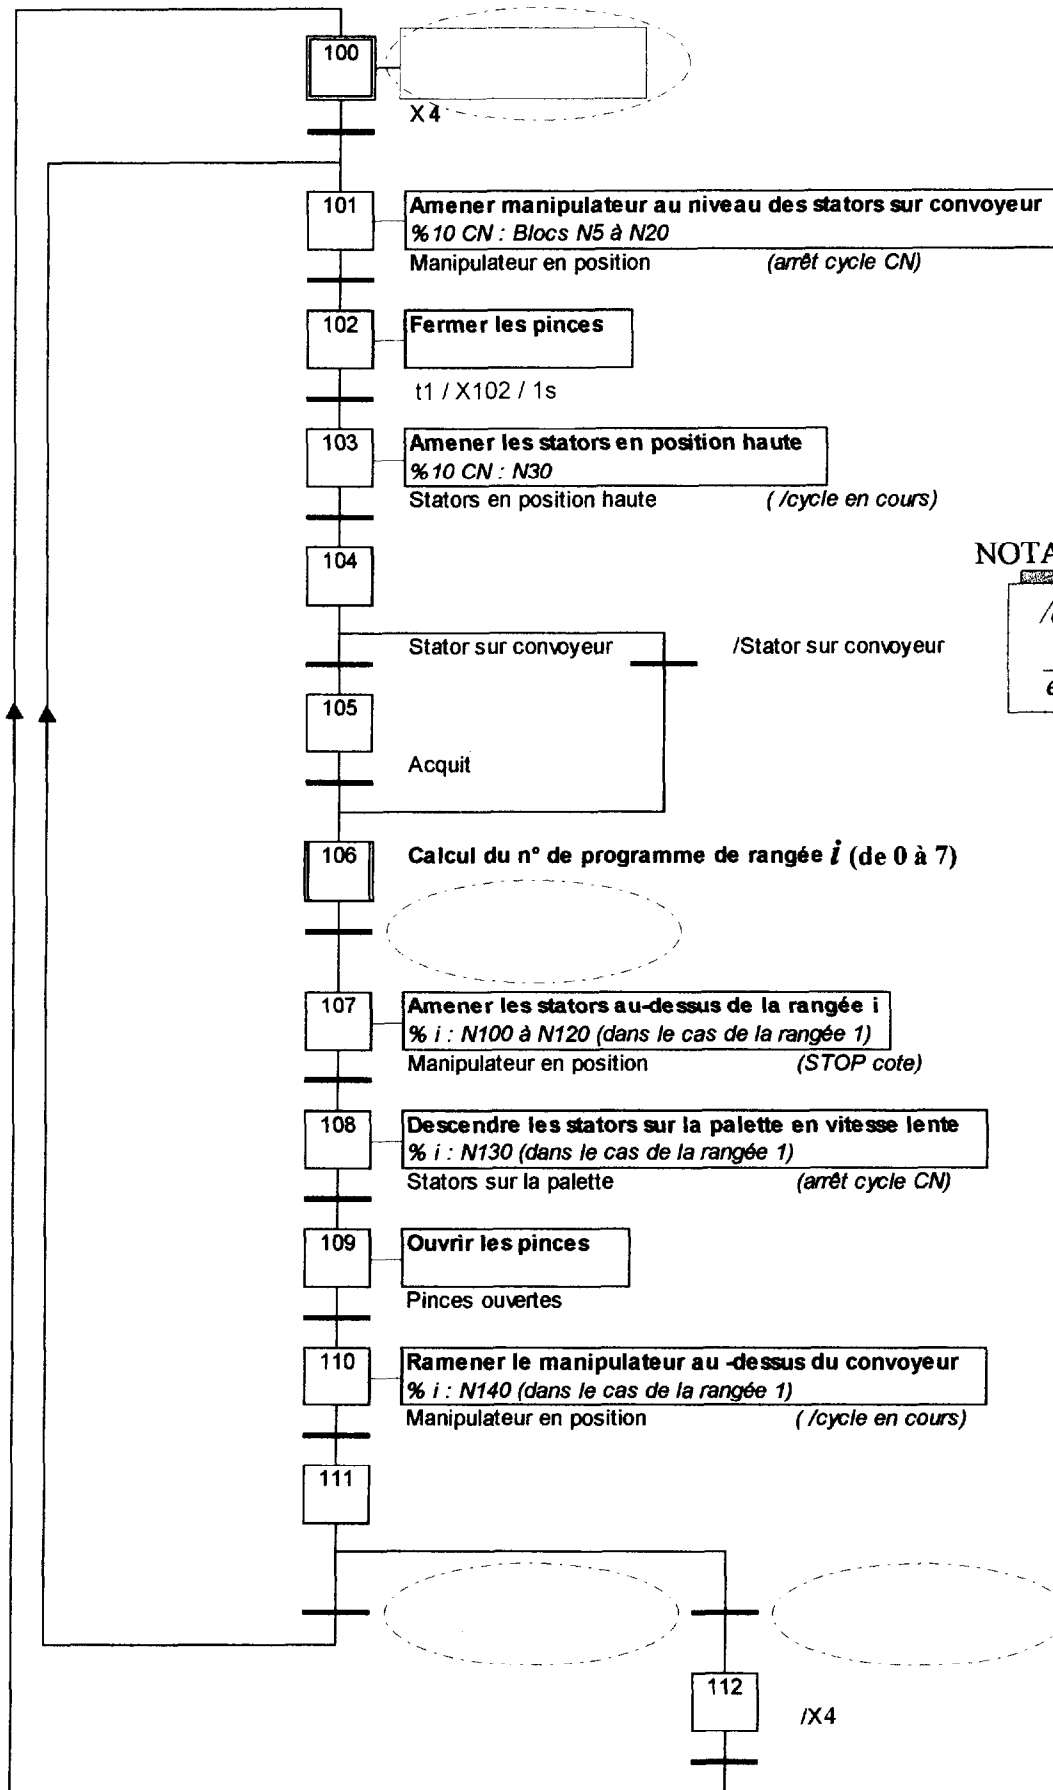 100
X4
101
Amener manipulateur au niveau des stators sur convoyeur
%10 CN : Blocs N5 à N20
Manipulateur en position (arrêt cycle CN)
102
Fermer les pinces
t1 / X102 / 1s
103
Amener les stators en position haute
%10 CN : N30
Stators en position haute ( /cycle en cours)
104
NOTA
Stator sur convoyeur
/Stator sur convoyeur
105
Acquit
106
Calcul du n° de programme de rangée i (de 0 à 7)
107
Amener les stators au-dessus de la rangée i
% i : N100 à N120 (dans le cas de la rangée 1)
Manipulateur en position (STOP cote)
108
Descendre les stators sur la palette en vitesse lente
% i : N130 (dans le cas de la rangée 1)
Stators sur la palette (arrêt cycle CN)
109
Ouvrir les pinces
Pinces ouvertes
110
Ramener le manipulateur au -dessus du convoyeur
% i : N140 (dans le cas de la rangée 1)
Manipulateur en position ( /cycle en cours)
111
112
/X4